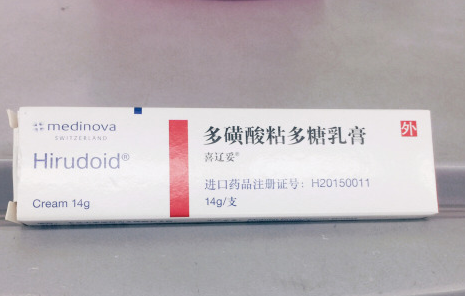 medinova
SWITZERLAND
Hirudoid®
Cream 14g
多磺酸粘多糖乳膏
喜辽妥®
进口药品注册证号：H20150011
14g/支
外